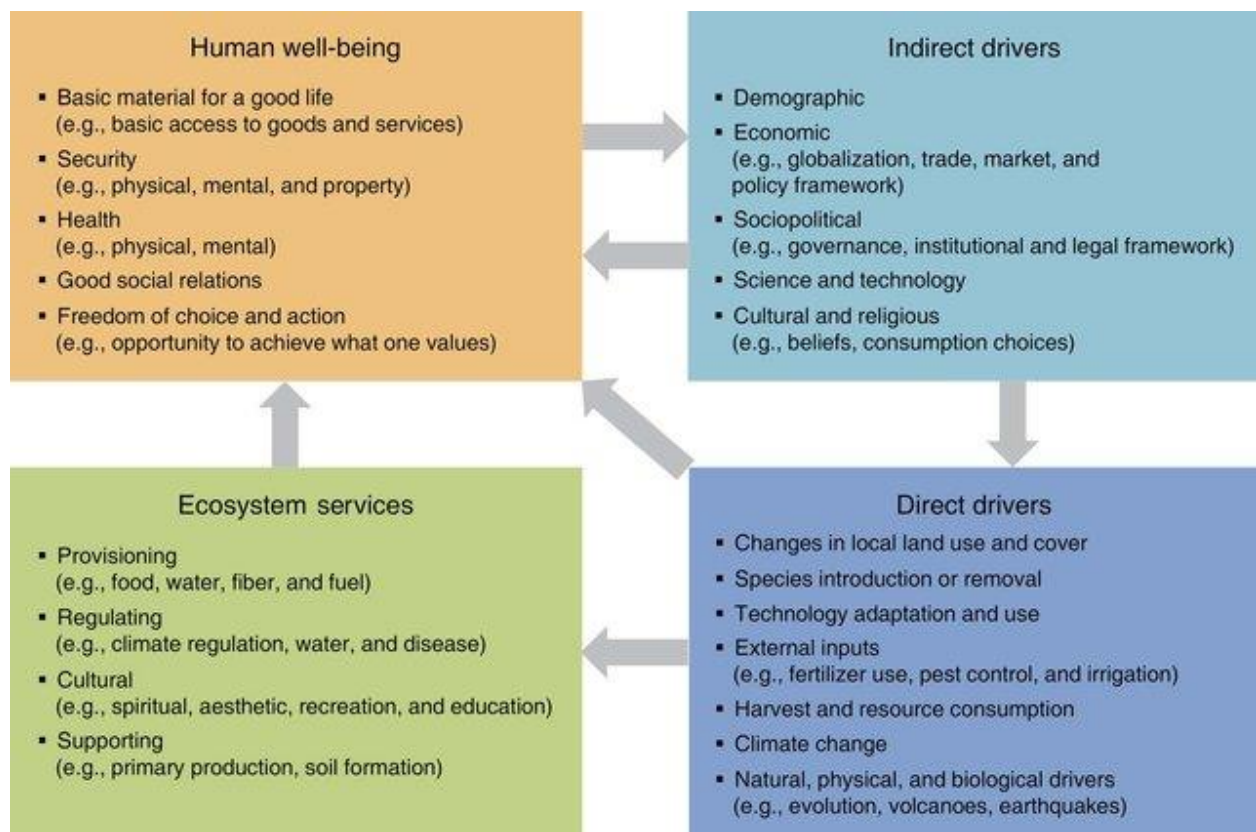 Human well-being
▪ Basic material for a good life
(e.g., basic access to goods and services)
▪ Security
(e.g., physical, mental, and property)
▪ Health
(e.g., physical, mental)
▪ Good social relations
▪ Freedom of choice and action
(e.g., opportunity to achieve what one values)
Indirect drivers
▪ Demographic
▪ Economic
(e.g., globalization, trade, market, and
policy framework)
▪ Sociopolitical
(e.g., governance, institutional and legal framework)
▪ Science and technology
▪ Cultural and religious
(e.g., beliefs, consumption choices)
Ecosystem services
▪ Provisioning
(e.g., food, water, fiber, and fuel)
▪ Regulating
(e.g., climate regulation, water, and disease)
▪ Cultural
(e.g., spiritual, aesthetic, recreation, and education)
▪ Supporting
(e.g., primary production, soil formation)
Direct drivers
▪ Changes in local land use and cover
▪ Species introduction or removal
▪ Technology adaptation and use
▪ External inputs
(e.g., fertilizer use, pest control, and irrigation)
▪ Harvest and resource consumption
▪ Climate change
▪ Natural, physical, and biological drivers
(e.g., evolution, volcanoes, earthquakes)